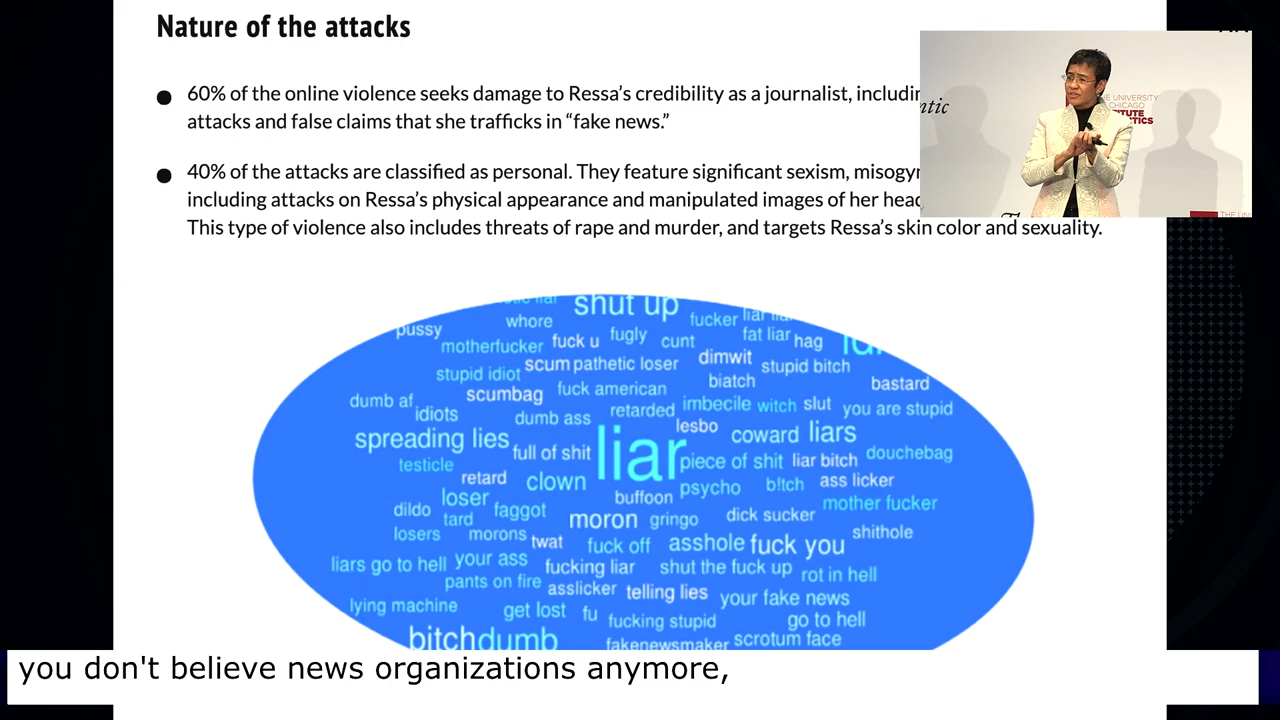 Nature of the attacks
60% of the online violence seeks damage to Ressa's credibility as a journalist,
attacks and false claims that she trafficks in "fake news."
40% of the attacks are classified as personal. They feature significant sexism,
including attacks on Ressa's physical appearance and manipulated images of her
This type of violence also includes threats of rape and murder, and targets Ressa's skin color and sexuality.
THE UNIVERSITY
CHICAGO
POLITICS
shut up
whore fucker liar
pussy fuck u fugly cunt fat liar hag
motherfucker dimwit
scum pathetic loser stupid bitch
stupid idiot fuck american biatch bastard
scumbag
dumb af imbecile witch slut you are stupid
idiots dumb ass retarded
lesbo
spreading lies full of shit liar coward liars
douchebag
testicle piece of shit liar bitch
retard clown psycho b!tch ass licker
loser buffoon mother fucker
dildo faggot
tard moron gringo dick sucker
losers morons twat shithole
fuck off asshole fuck you
liars go to hell your ass fucking liar shut the fuck up rot in hell
pants on fire asslicker telling lies your fake news
lying machine get lost fu fucking stupid go to hell
bitch dumb fakenewsmaker scrotum face
you don't believe news organizations anymore,